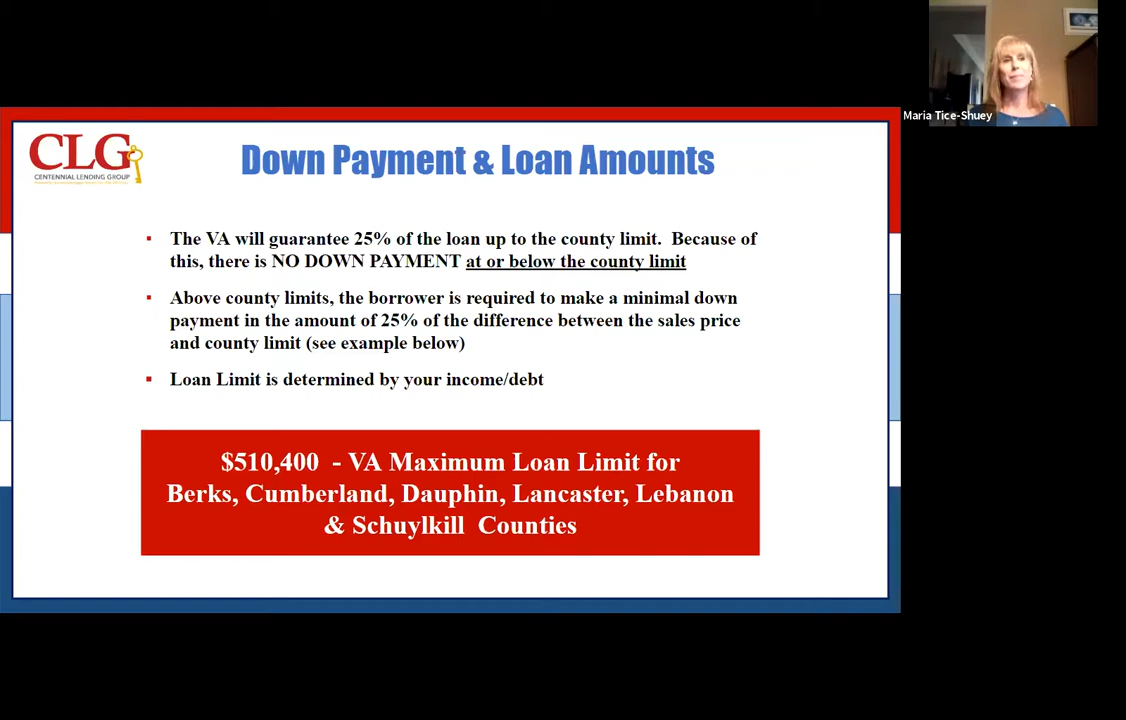 Maria Tice-Shuey
CLG
CENTENNIAL LENDING GROUP
Down Payment & Loan Amounts
The VA will guarantee 25% of the loan up to the county limit. Because of
this, there is NO DOWN PAYMENT at or below the county limit
Above county limits, the borrower is required to make a minimal down
payment in the amount of 25% of the difference between the sales price
and county limit (see example below)
Loan Limit is determined by your income/debt
$510,400 - VA Maximum Loan Limit for
Berks, Cumberland, Dauphin, Lancaster, Lebanon
& Schuylkill Counties